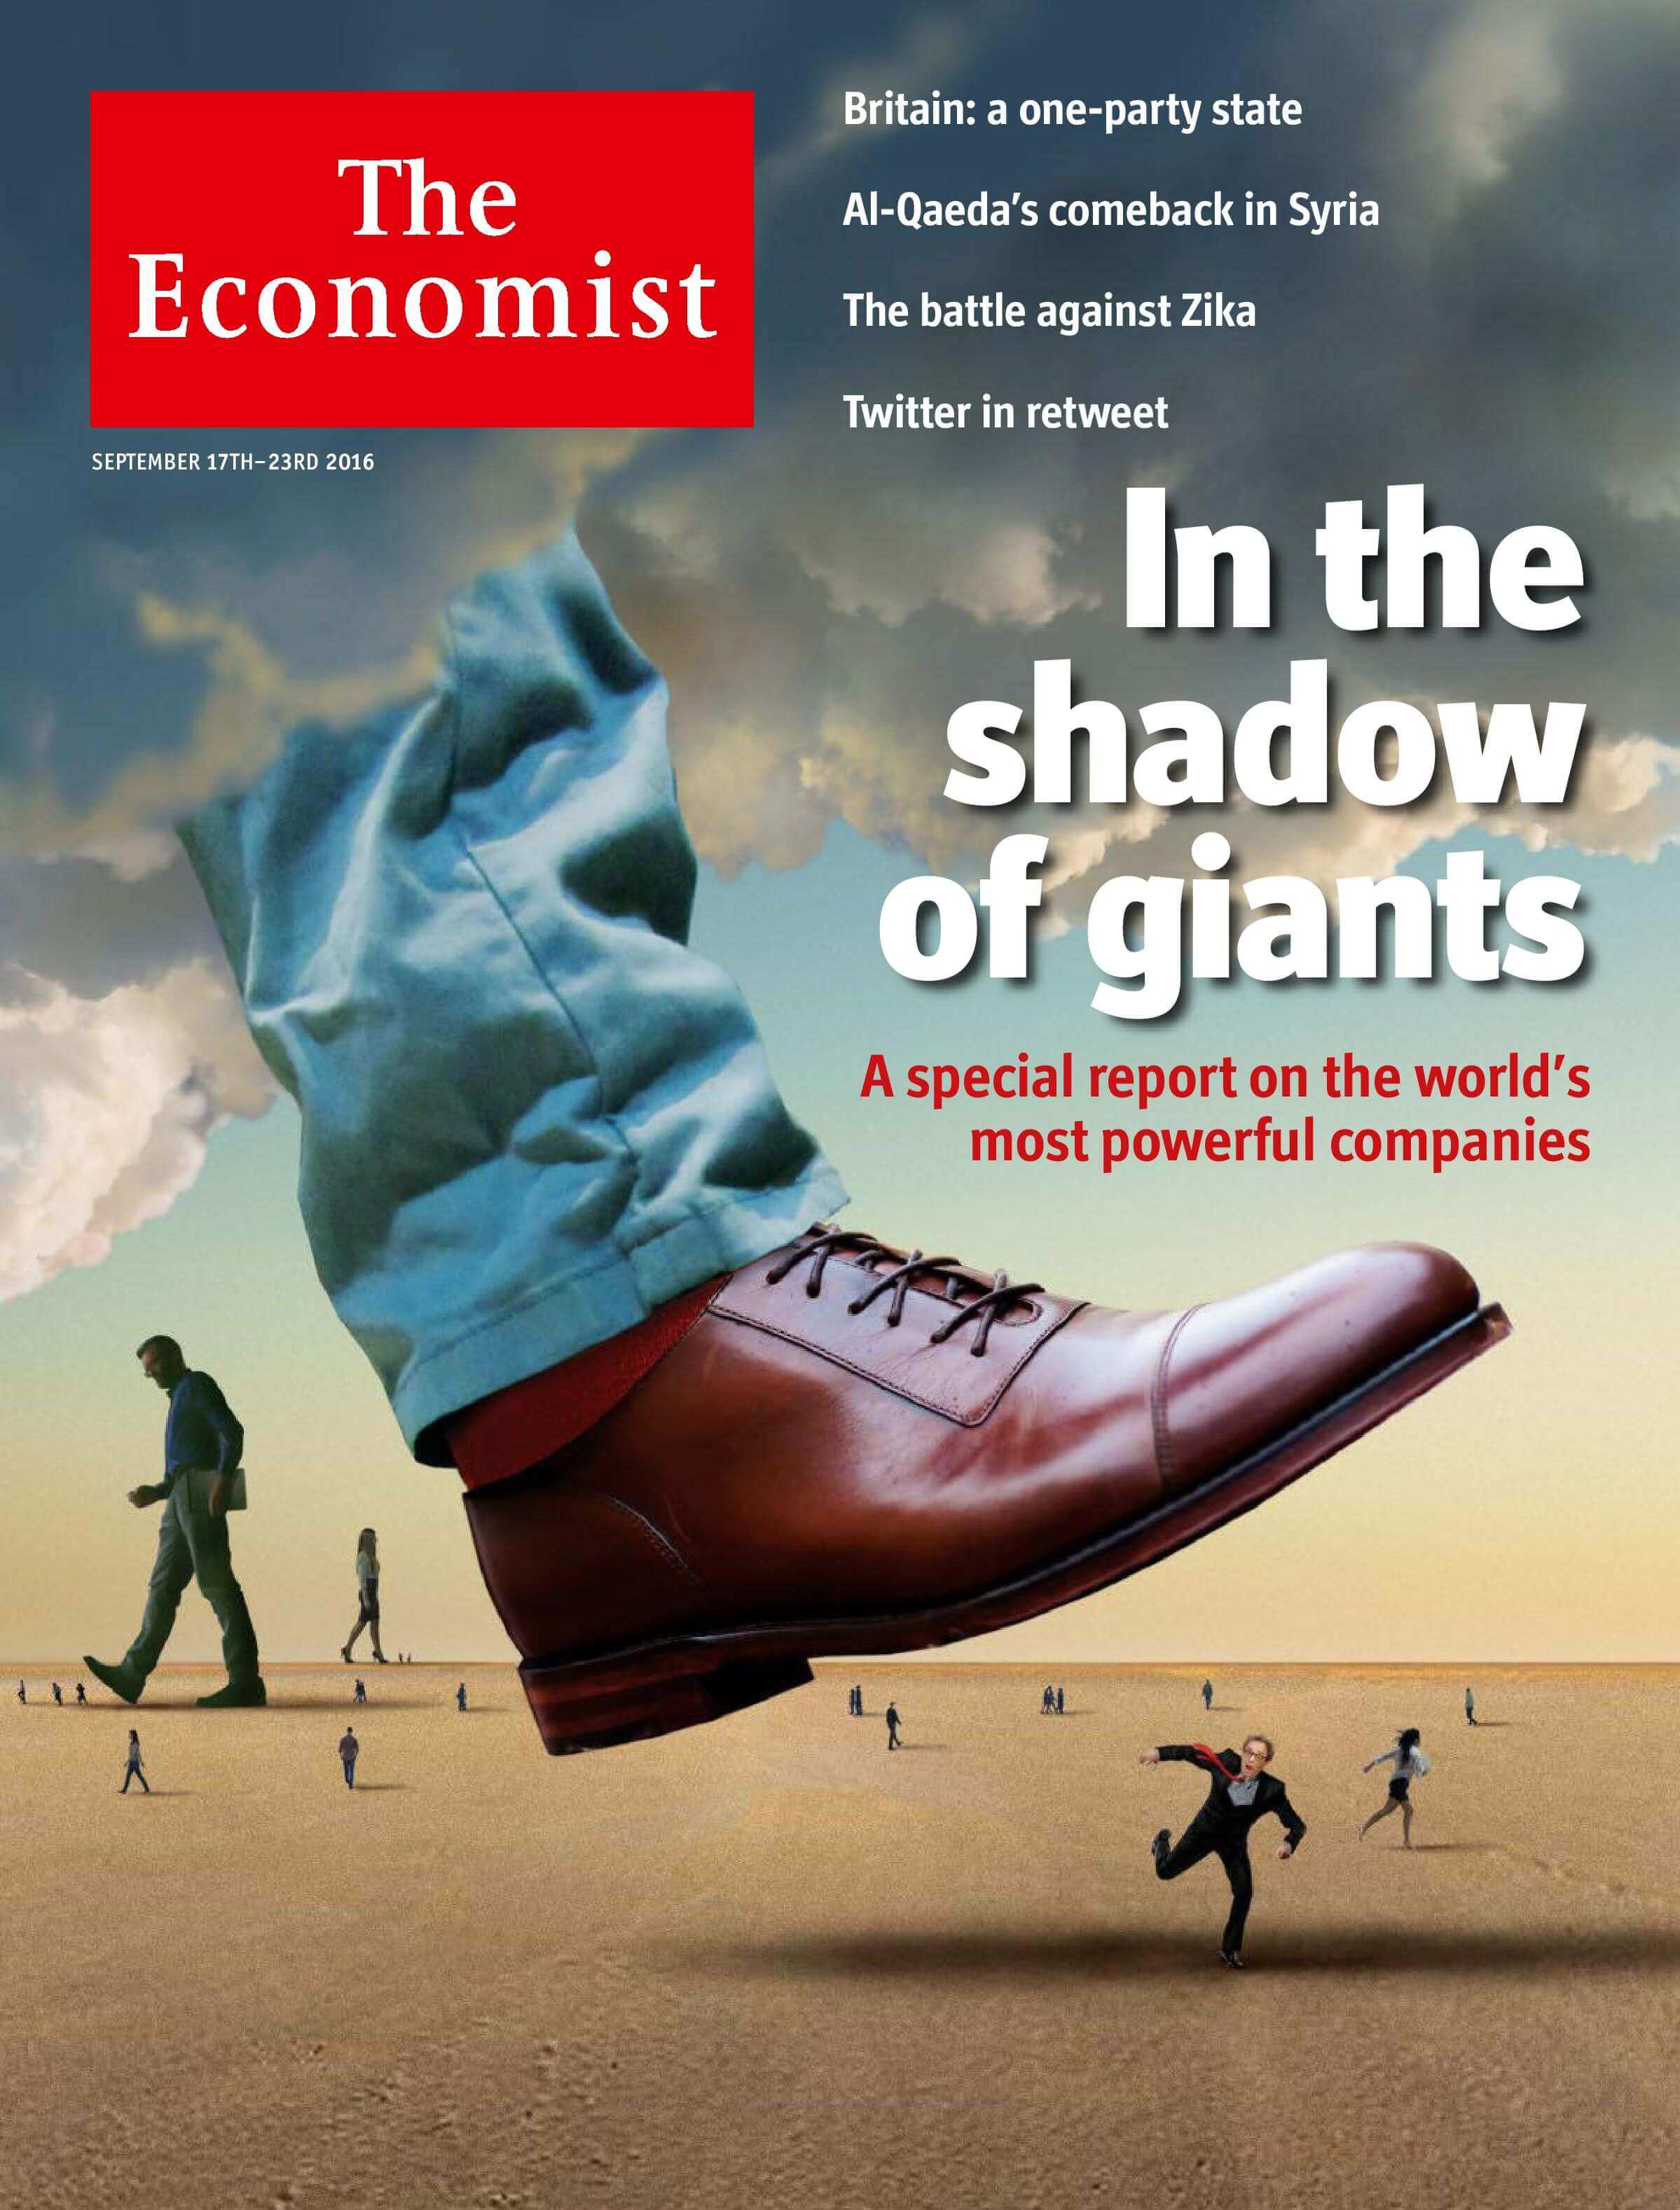 The
Economist
SEPTEMBER 17TH–23RD 2016
Britain: a one-party state
Al-Qaeda’s comeback in Syria
The battle against Zika
Twitter in retweet
In the
shadow
of giants
A special report on the world’s
most powerful companies